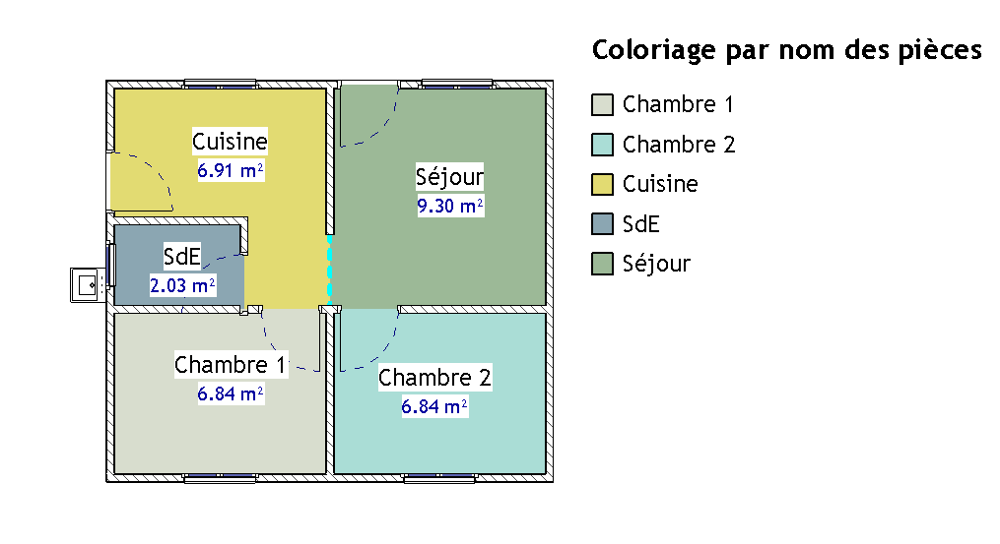 Coloriage par nom des pièces
Chambre 1
Chambre 2
Cuisine
SdE
Séjour
Cuisine
6.91 m²
Séjour
9.30 m²
SdE
2.03 m²
Chambre 1
6.84 m²
Chambre 2
6.84 m²